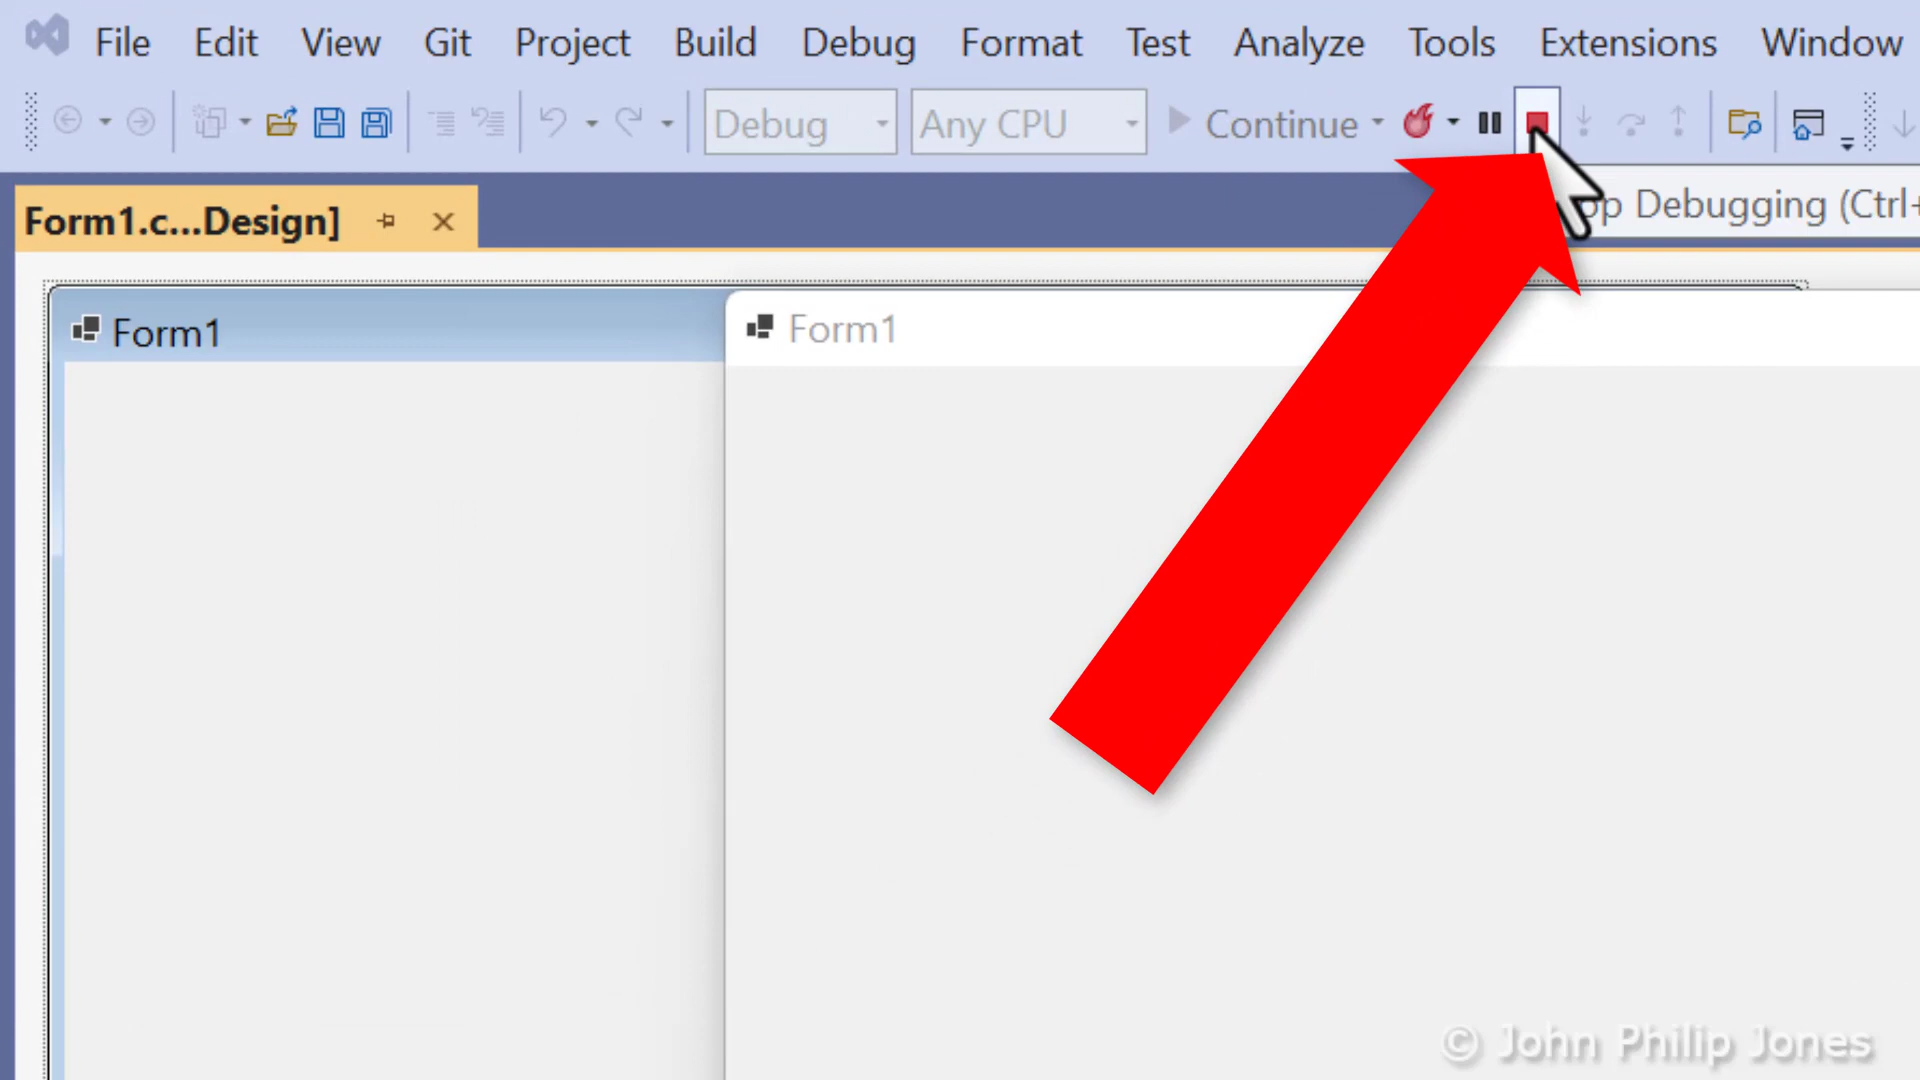 File Edit View Git Project Build Debug Format Test Analyze Tools Extensions Window
Debug Any CPU Continue
Debugging (Ctrl+
Form1.c...Design]
Form1
Form1
© John Philip Jones